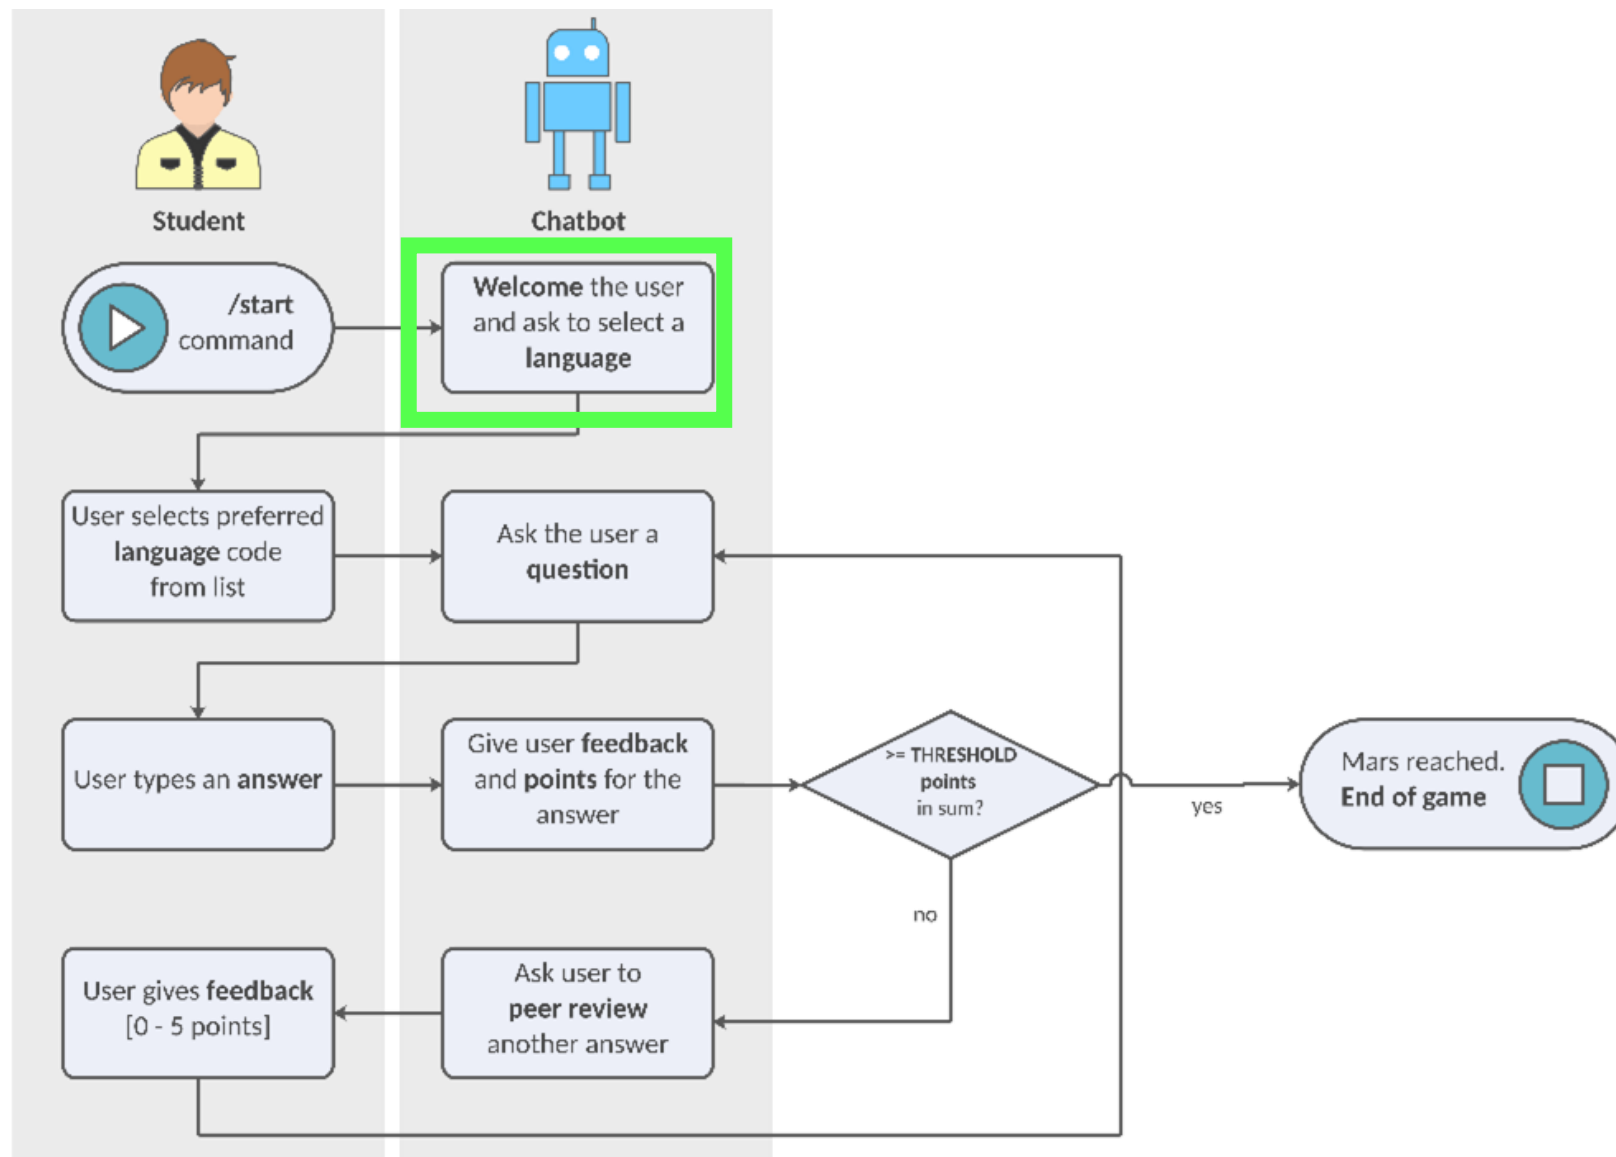 Student
Chatbot
/start
command
Welcome the user
and ask to select a
language
User selects preferred
language code
from list
Ask the user a
question
User types an answer
Give user feedback
and points for the
answer
>= THRESHOLD
points
in sum?
yes
Mars reached.
End of game
no
User gives feedback
[0 - 5 points]
Ask user to
peer review
another answer